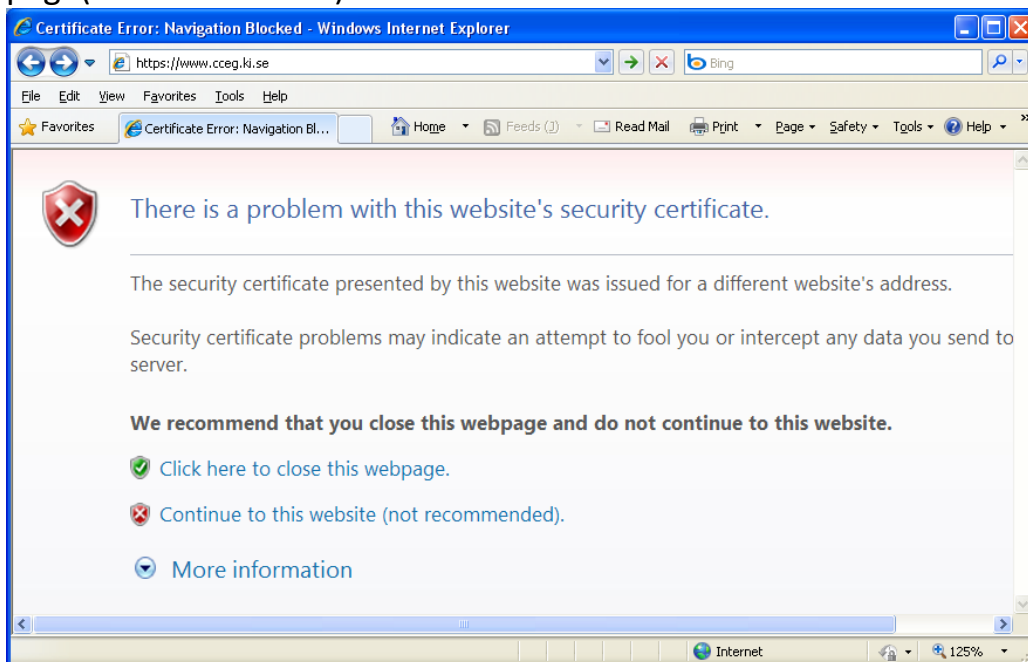 Certificate Error: Navigation Blocked - Windows Internet Explorer
https://www.cceg.ki.se Bing
File Edit View Favorites Tools Help
Favorites Certificate Error: Navigation Bl... Home Feeds (J) Read Mail Print Page Safety Tools Help »
There is a problem with this website's security certificate.
The security certificate presented by this website was issued for a different website's address.
Security certificate problems may indicate an attempt to fool you or intercept any data you send to
server.
We recommend that you close this webpage and do not continue to this website.
Click here to close this webpage.
Continue to this website (not recommended).
More information
Internet 125%